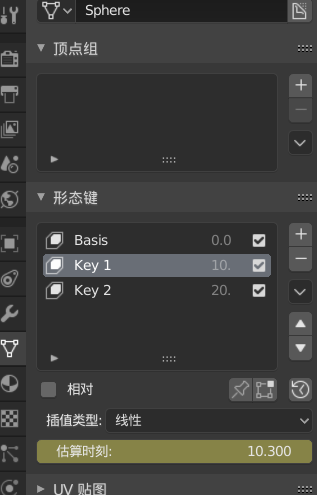 Sphere
顶点组
形态键
Basis 0.0
Key 1 10.
Key 2 20.
相对
插值类型: 线性
估算时刻: 10.300
UV 贴图